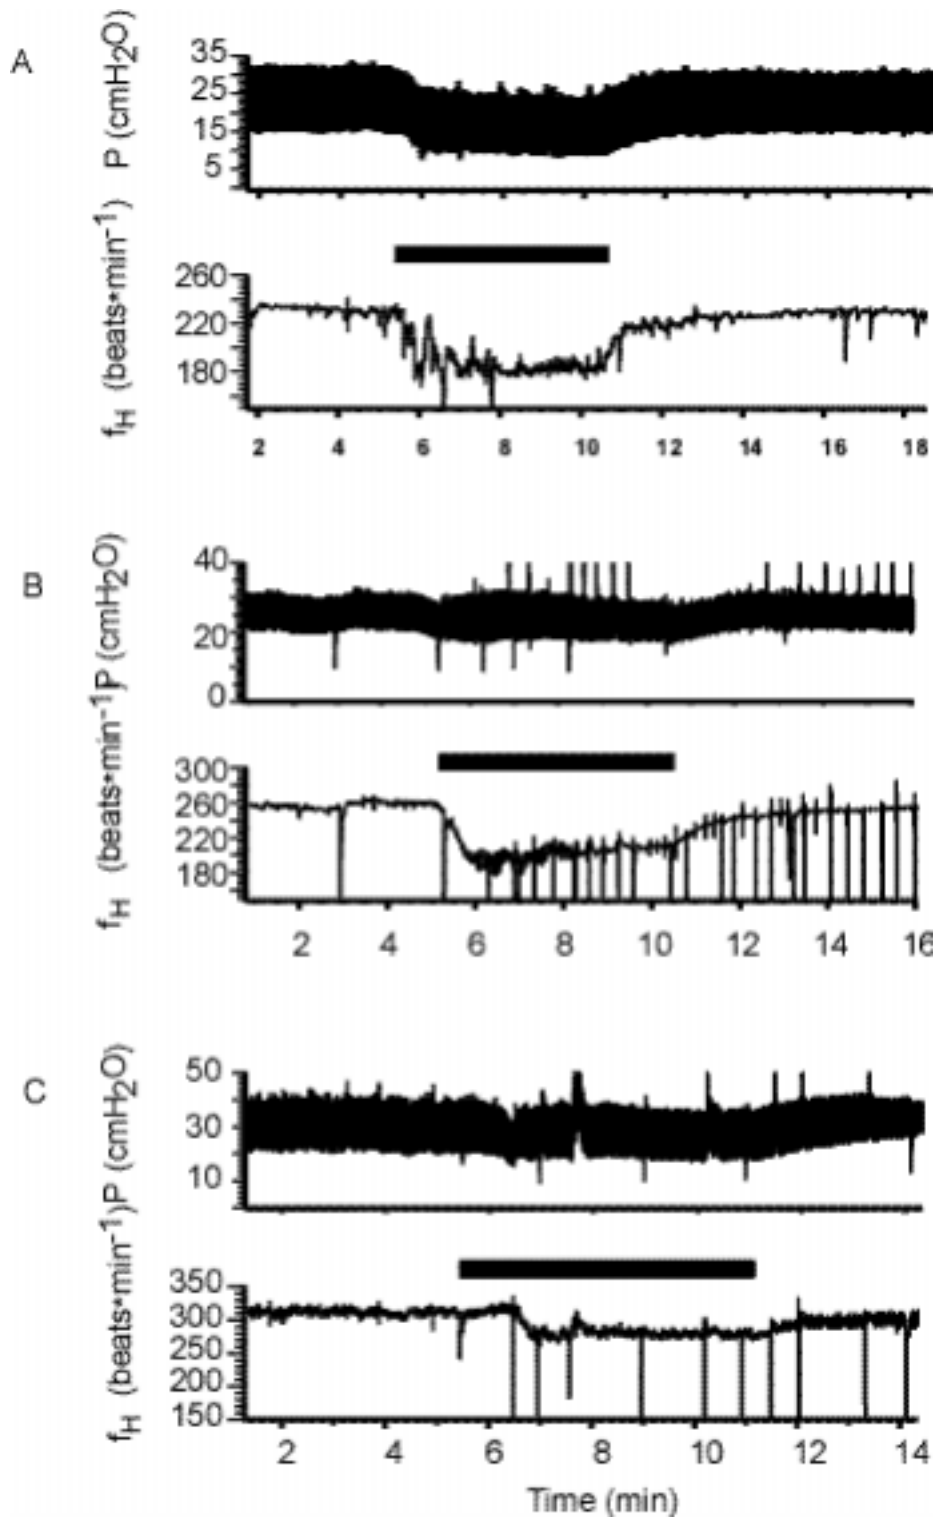 A
P (cmH2O)
35
25
15
5
fH (beats*min-1)
260
220
180
2 4 6 8 10 12 14 16 18
B
P (cmH2O)
40
20
0
fH (beats*min-1)
300
260
220
180
2 4 6 8 10 12 14 16
C
P (cmH2O)
50
30
10
fH (beats*min-1)
350
300
250
200
150
2 4 6 8 10 12 14
Time (min)